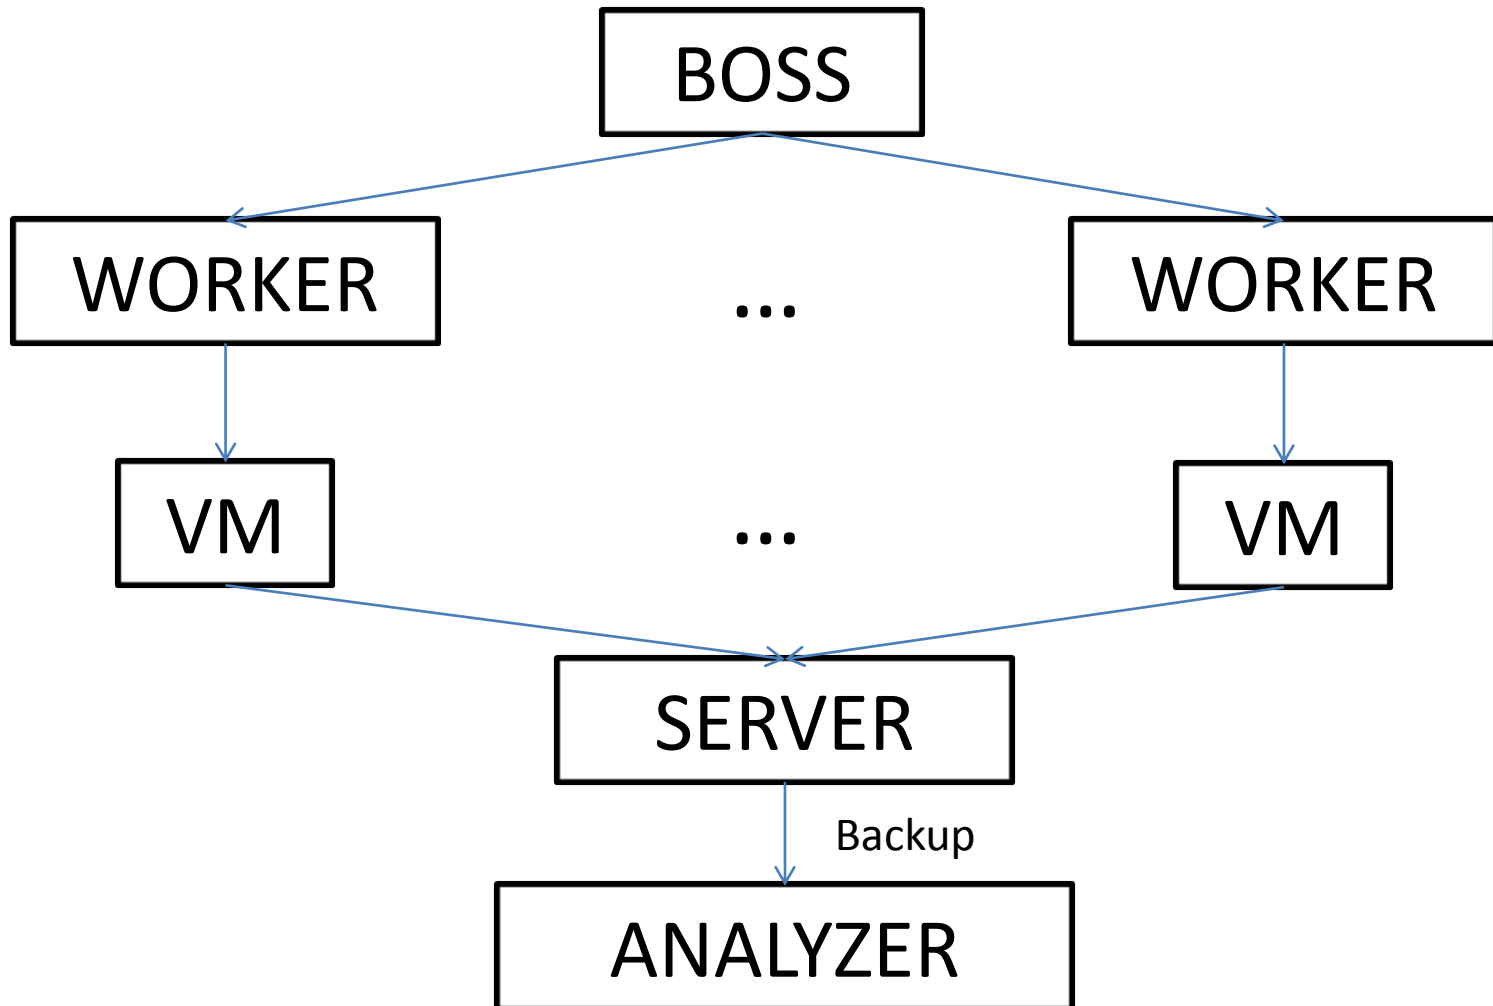 BOSS
WORKER ... WORKER
VM ... VM
SERVER
Backup
ANALYZER